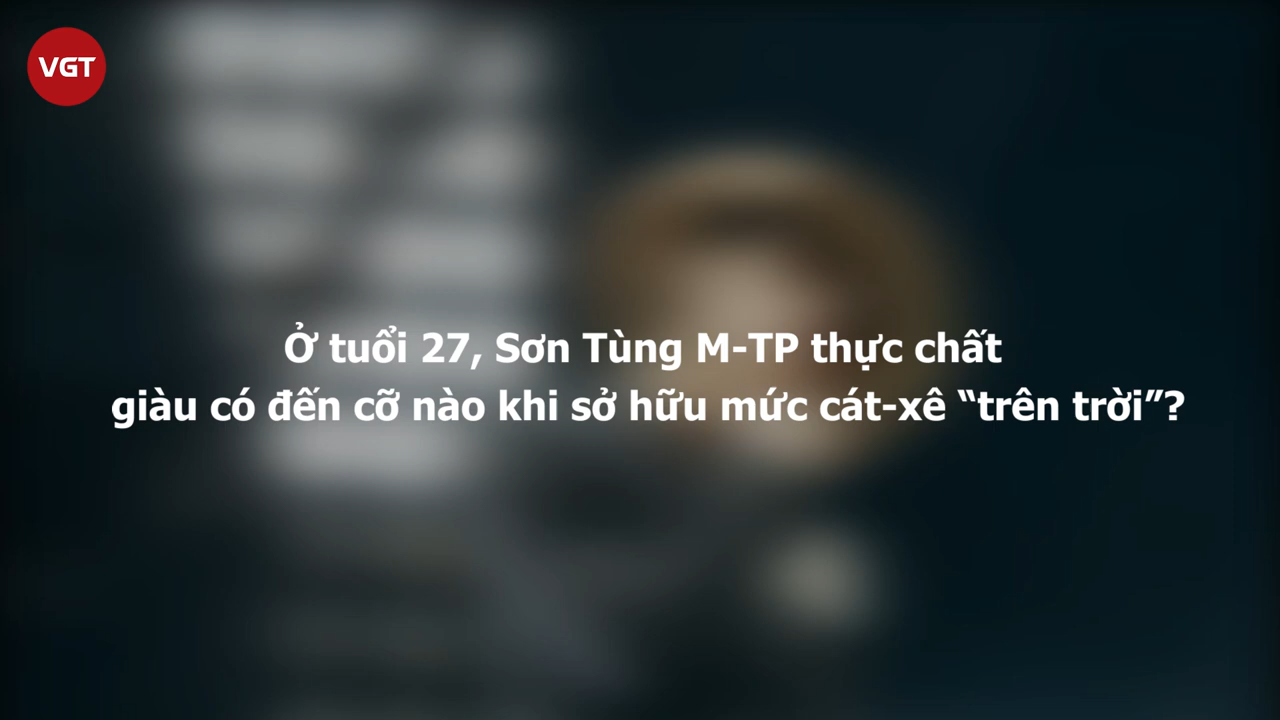 VGT
Ở tuổi 27, Sơn Tùng M-TP thực chất
giàu có đến cỡ nào khi sở hữu mức cát-xê “trên trời”?